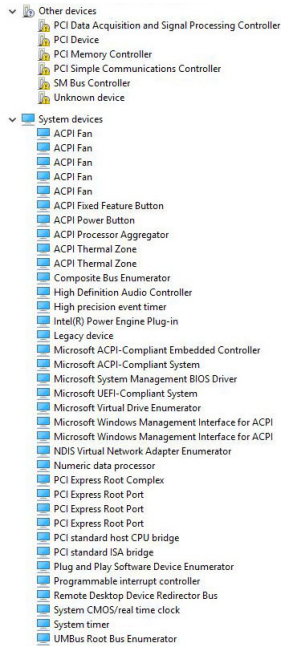 Other devices
PCI Data Acquisition and Signal Processing Controller
PCI Device
PCI Memory Controller
PCI Simple Communications Controller
SM Bus Controller
Unknown device
System devices
ACPI Fan
ACPI Fan
ACPI Fan
ACPI Fan
ACPI Fan
ACPI Fixed Feature Button
ACPI Power Button
ACPI Processor Aggregator
ACPI Thermal Zone
ACPI Thermal Zone
Composite Bus Enumerator
High Definition Audio Controller
High precision event timer
Intel(R) Power Engine Plug-in
Legacy device
Microsoft ACPI-Compliant Embedded Controller
Microsoft ACPI-Compliant System
Microsoft System Management BIOS Driver
Microsoft UEFI-Compliant System
Microsoft Virtual Drive Enumerator
Microsoft Windows Management Interface for ACPI
Microsoft Windows Management Interface for ACPI
NDIS Virtual Network Adapter Enumerator
Numeric data processor
PCI Express Root Complex
PCI Express Root Port
PCI Express Root Port
PCI Express Root Port
PCI standard host CPU bridge
PCI standard ISA bridge
Plug and Play Software Device Enumerator
Programmable interrupt controller
Remote Desktop Device Redirector Bus
System CMOS/real time clock
System timer
UMBus Root Bus Enumerator